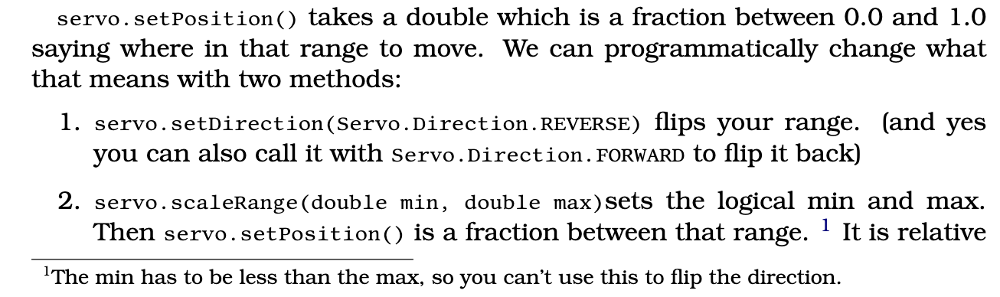 servo.setPosition() takes a double which is a fraction between 0.0 and 1.0
saying where in that range to move. We can programmatically change what
that means with two methods:
1. servo.setDirection(Servo.Direction.REVERSE) flips your range. (and yes
you can also call it with Servo.Direction.FORWARD to flip it back)
2. servo.scaleRange(double min, double max)sets the logical min and max.
Then servo.setPosition() is a fraction between that range. 1 It is relative
1The min has to be less than the max, so you can't use this to flip the direction.